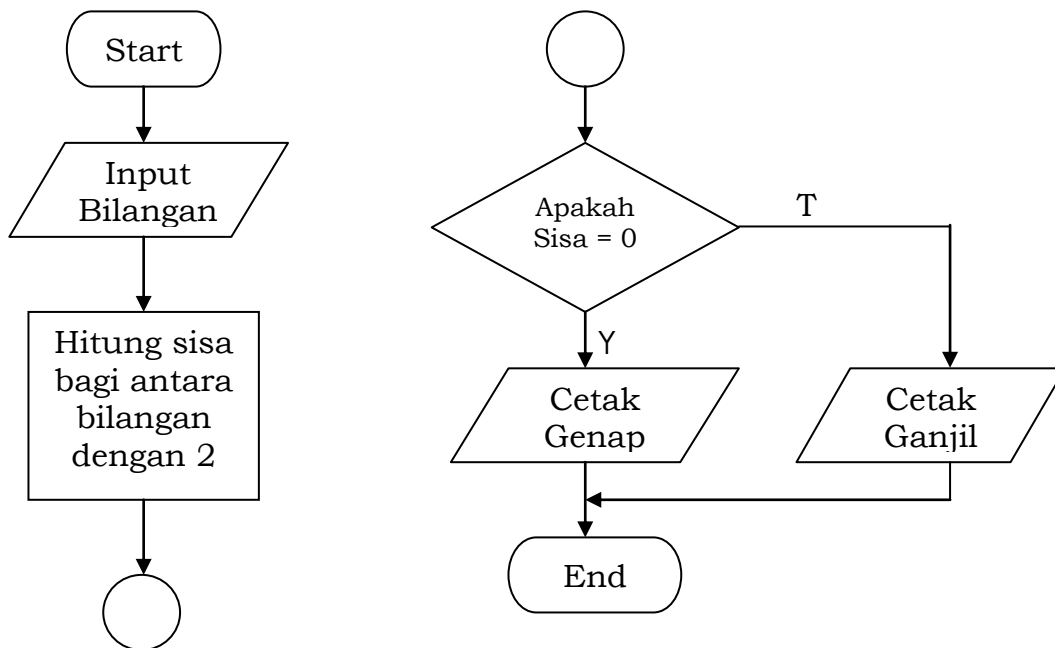 Start
Input
Bilangan
Hitung sisa
bagi antara
bilangan
dengan 2
Apakah
Sisa = 0
T
Y
Cetak
Genap
Cetak
Ganjil
End